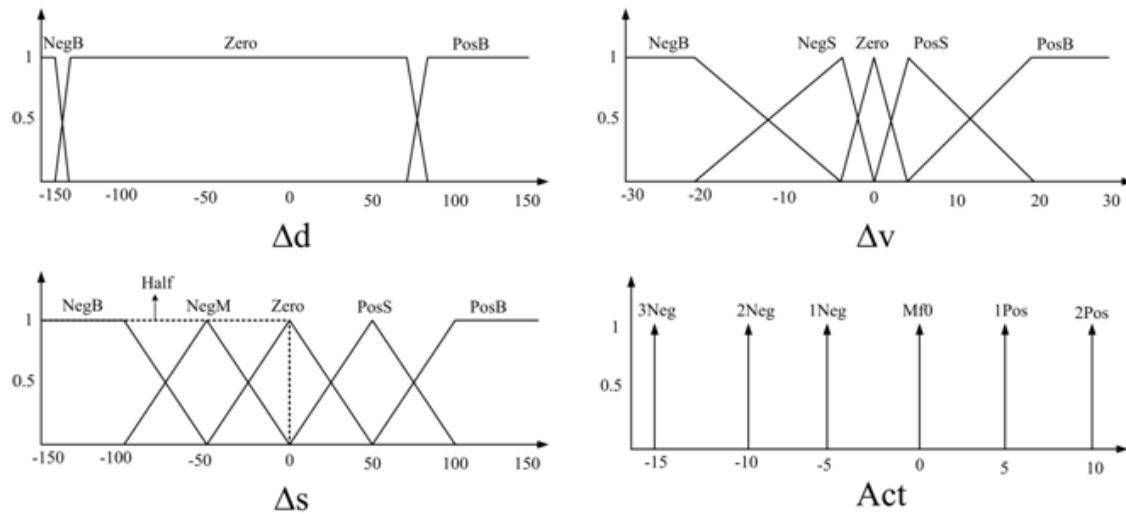 NegB Zero PosB
1
0.5
-150 -100 0 50 100 150
Δd
NegB NegS Zero PosS PosB
1
0.5
-30 -20 -10 0 10 20 30
Δv
Half
NegB NegM Zero PosS PosB
1
0.5
-150 -100 -50 0 50 100 150
Δs
3Neg 2Neg 1Neg Mf0 1Pos 2Pos
1
0.5
-15 -10 -5 0 5 10
Act